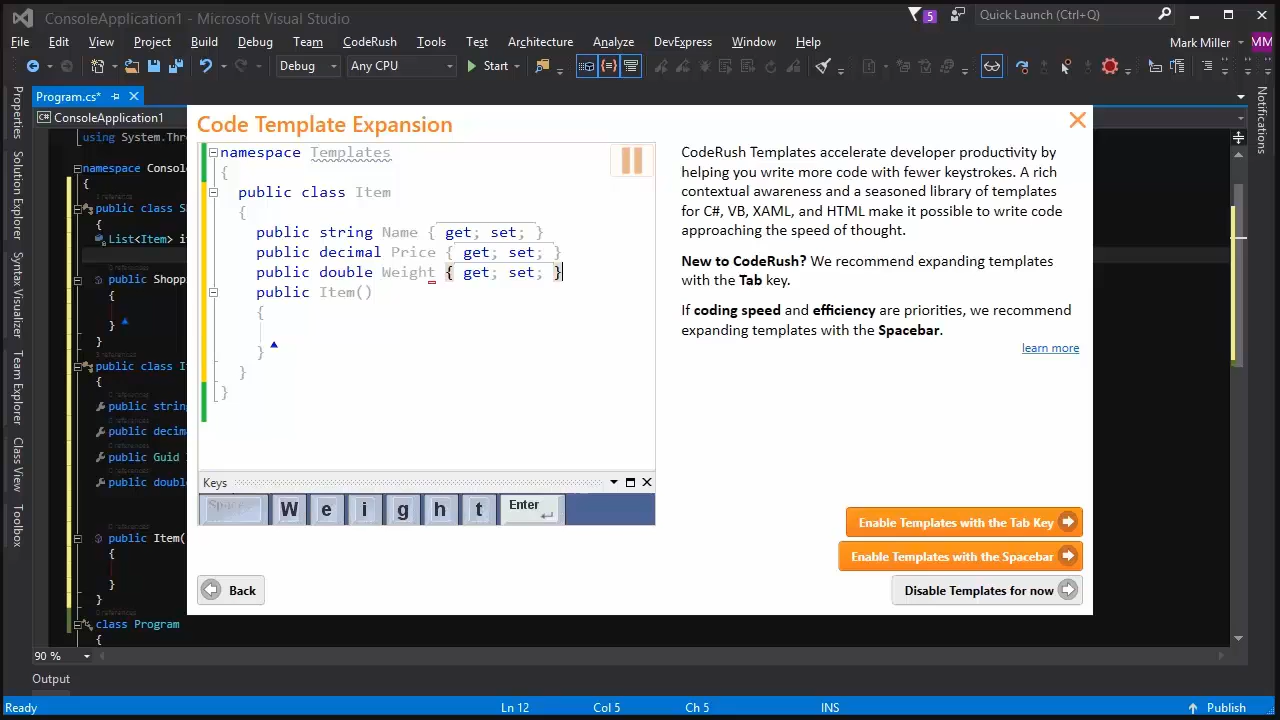 ConsoleApplication1 - Microsoft Visual Studio
5
Quick Launch (Ctrl+Q)
File Edit View Project Build Debug Team CodeRush Tools Test Architecture Analyze DevExpress Window Help
Mark Miller MM
Debug Any CPU Start
Program.cs*
ConsoleApplication1
Properties
Solution Explorer
Syntax Visualizer
Team Explorer
Class View
Toolbox
Notifications
using System.Thr
namespace Consol
{
public class S
{
List<Item> i
public Shopp
{
}
}
public class I
{
public strin
public decim
public Guid
public doubl
public Item(
{
}
}
class Program
{
Code Template Expansion
namespace Templates
{
public class Item
{
public string Name { get; set; }
public decimal Price { get; set; }
public double Weight { get; set; }
public Item()
{
}
}
}
Keys
Space W e i g h t Enter
CodeRush Templates accelerate developer productivity by
helping you write more code with fewer keystrokes. A rich
contextual awareness and a seasoned library of templates
for C#, VB, XAML, and HTML make it possible to write code
approaching the speed of thought.
New to CodeRush? We recommend expanding templates
with the Tab key.
If coding speed and efficiency are priorities, we recommend
expanding templates with the Spacebar.
learn more
Enable Templates with the Tab Key
Enable Templates with the Spacebar
Disable Templates for now
Back
90 %
Output
Ready Ln 12 Col 5 Ch 5 INS Publish